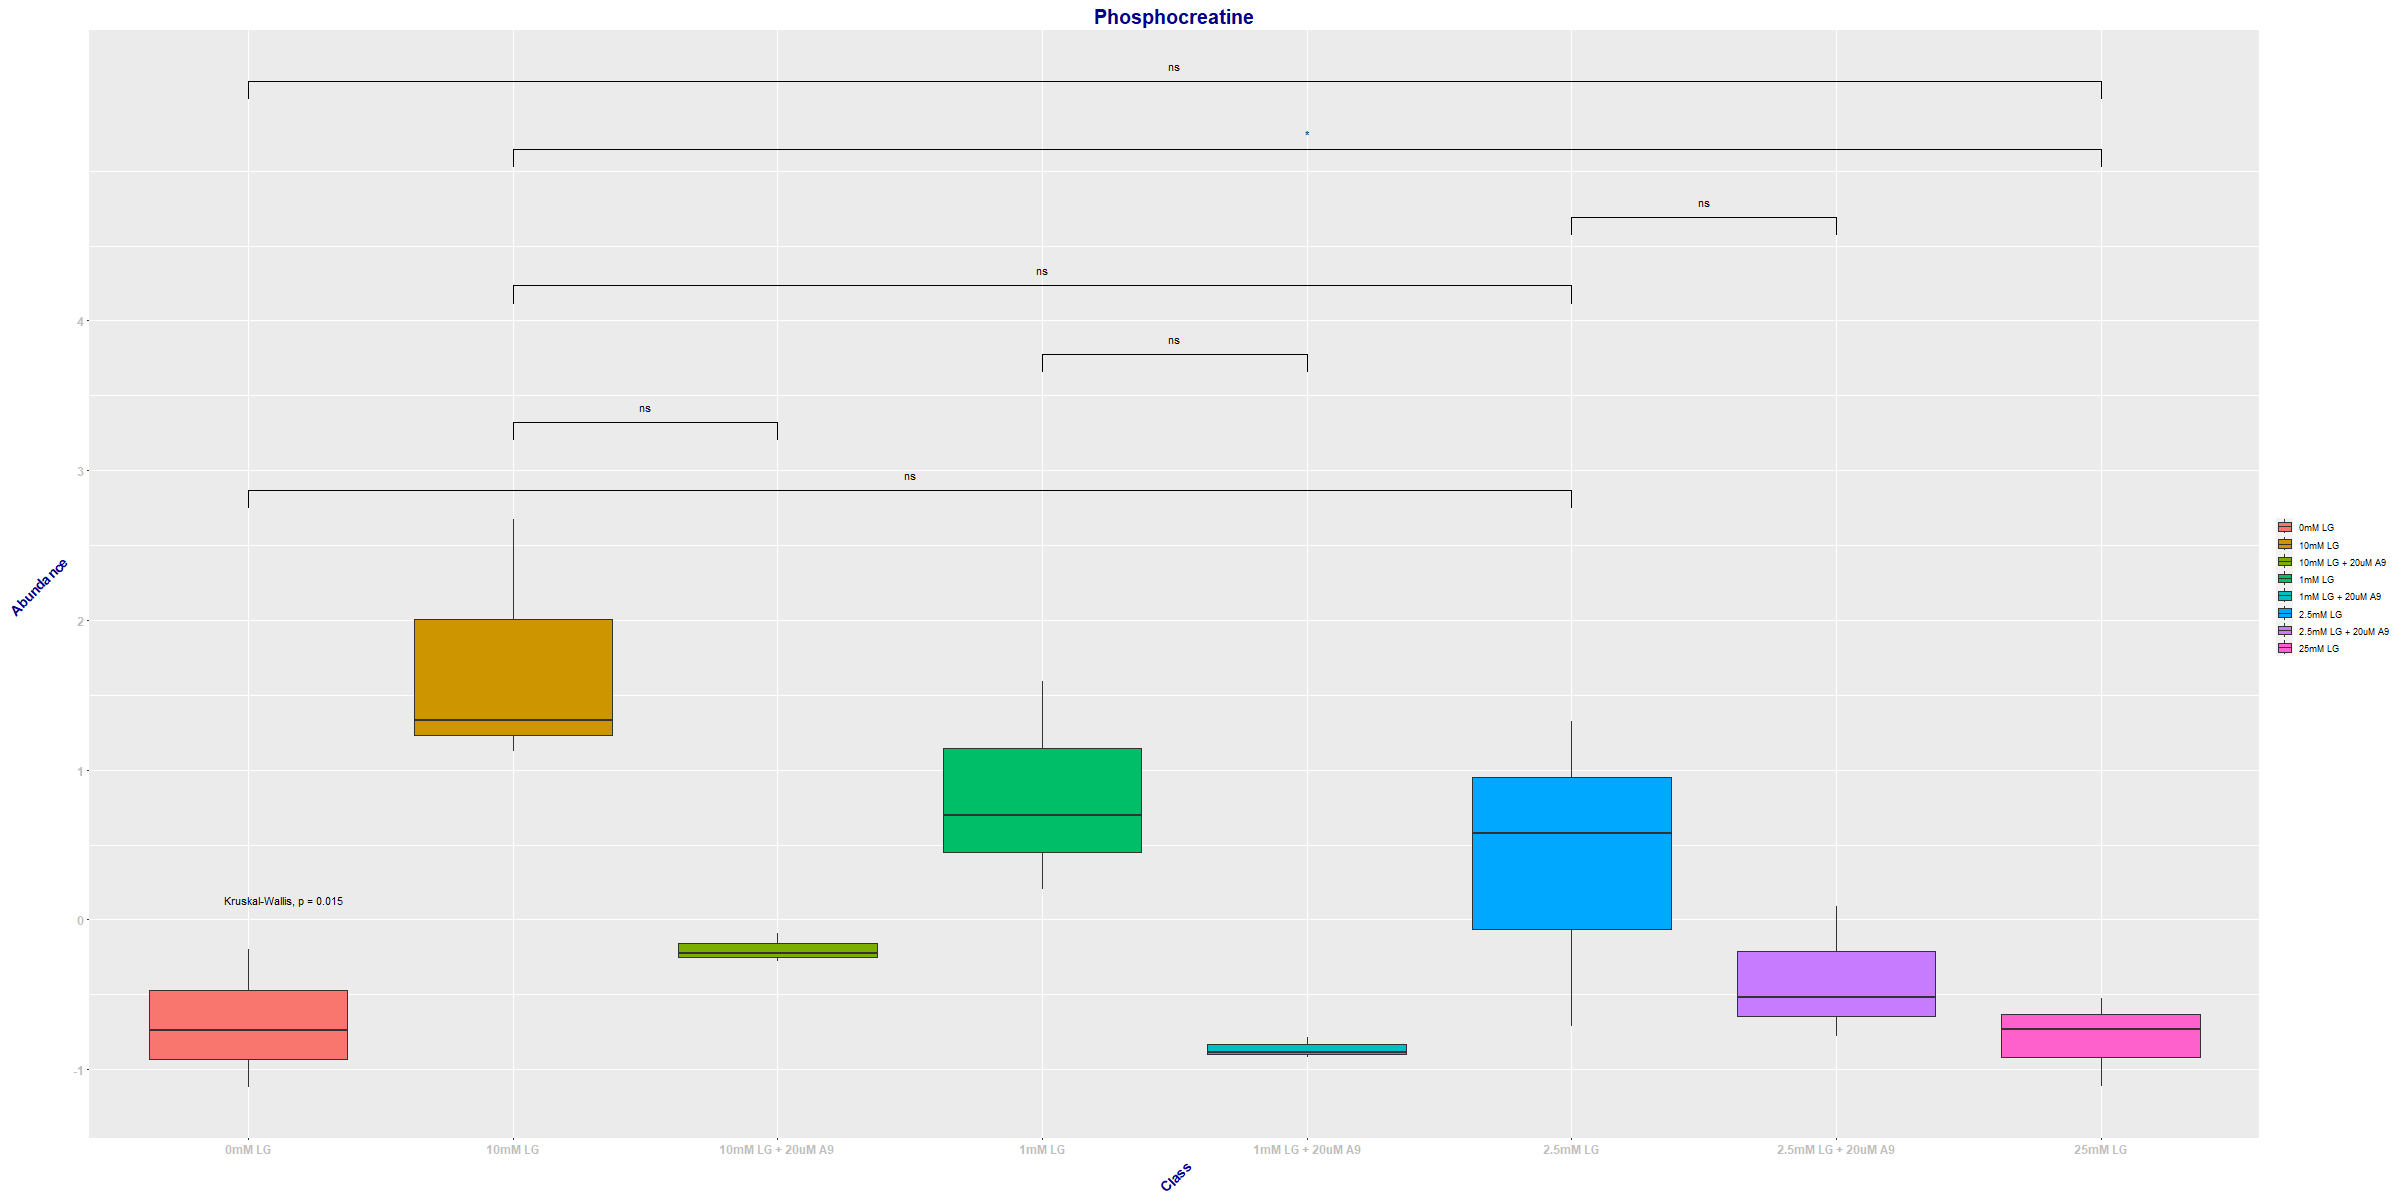 Phosphocreatine
ns
*
ns
ns
ns
ns
ns
Kruskal-Wallis, p = 0.015
4
3
2
1
0
-1
Abundance
0mM LG
10mM LG
10mM LG + 20uM A9
1mM LG
1mM LG + 20uM A9
2.5mM LG
2.5mM LG + 20uM A9
25mM LG
Class
0mM LG
10mM LG
10mM LG + 20uM A9
1mM LG
1mM LG + 20uM A9
2.5mM LG
2.5mM LG + 20uM A9
25mM LG